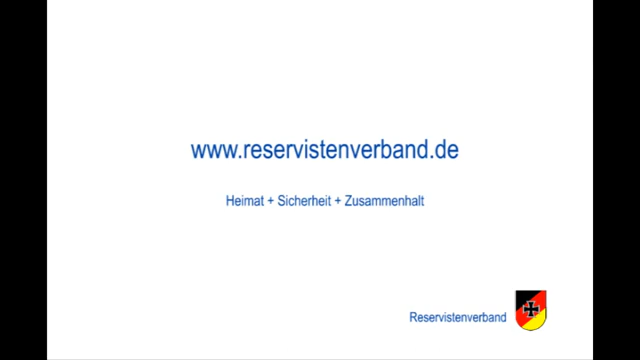 www.reservistenverband.de
Heimat + Sicherheit + Zusammenhalt
Reservistenverband